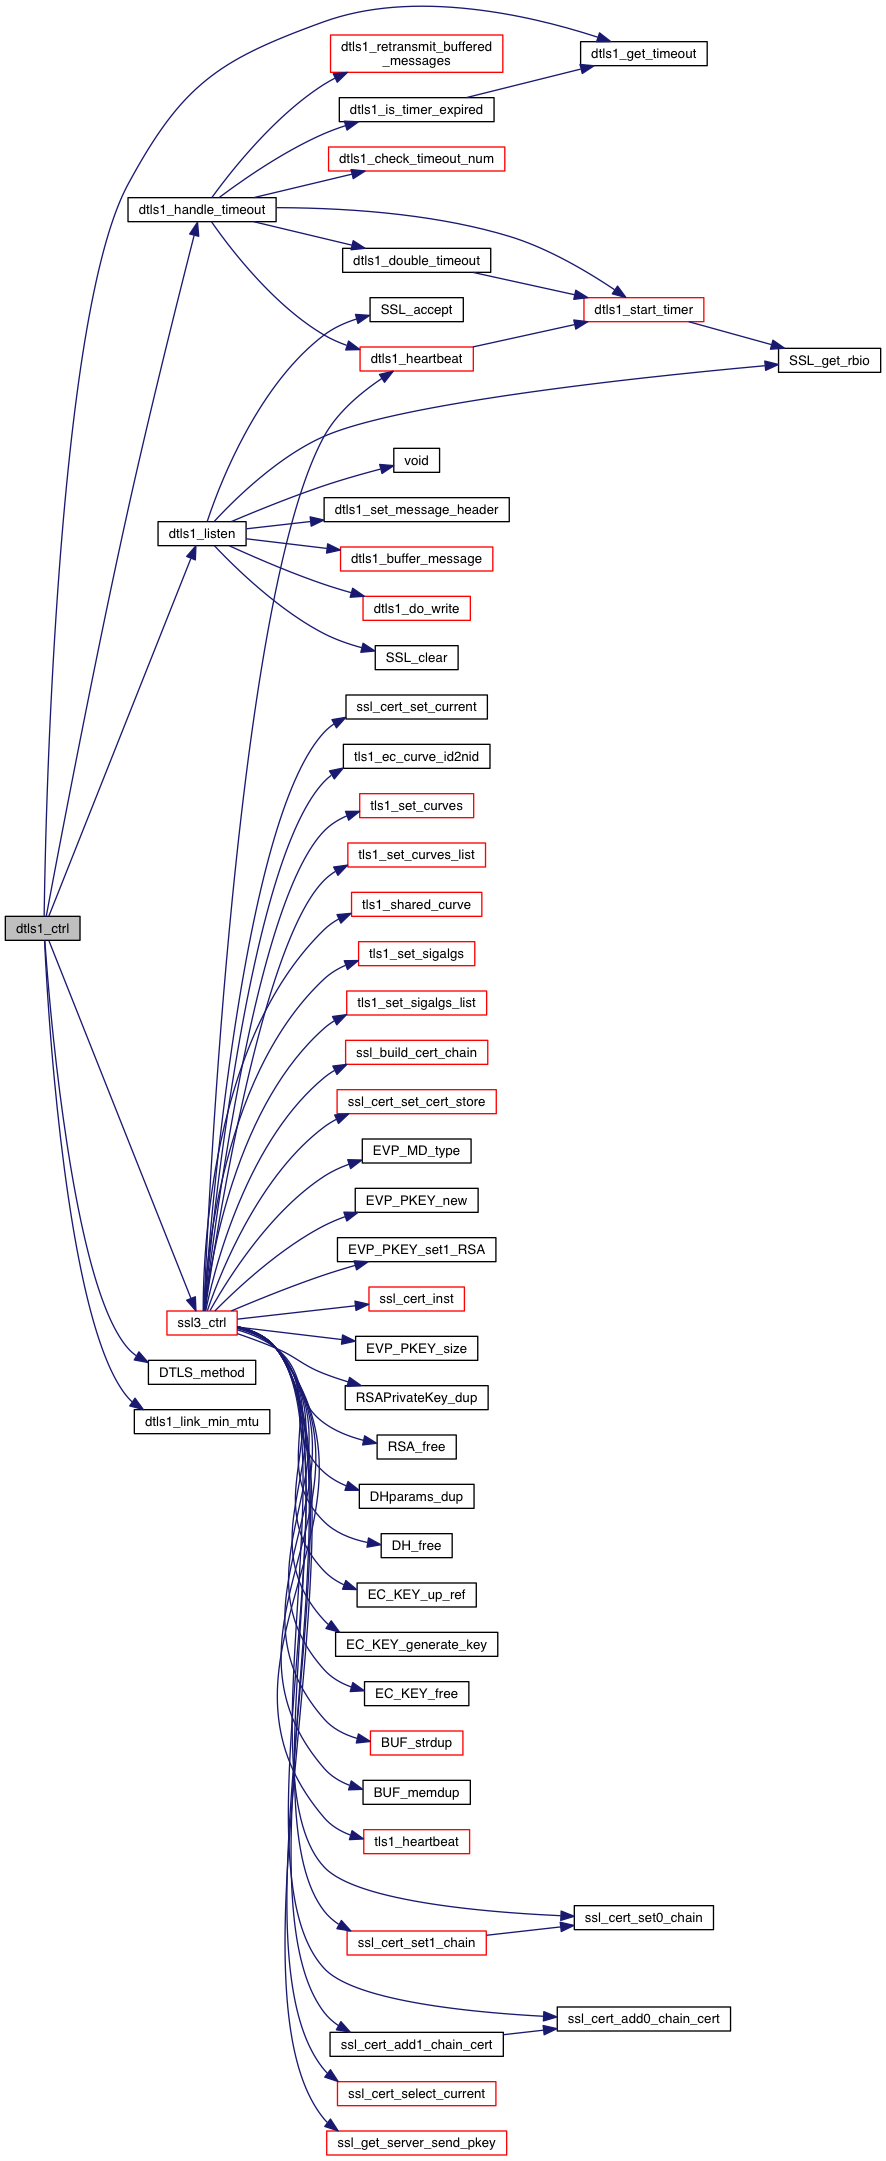 dtls1_get_timeout
dtls1_retransmit_buffered
_messages
dtls1_is_timer_expired
dtls1_check_timeout_num
dtls1_handle_timeout
dtls1_double_timeout
SSL_accept
dtls1_start_timer
dtls1_heartbeat
SSL_get_rbio
void
dtls1_set_message_header
dtls1_listen
dtls1_buffer_message
dtls1_do_write
SSL_clear
ssl_cert_set_current
tls1_ec_curve_id2nid
tls1_set_curves
tls1_set_curves_list
tls1_shared_curve
dtls1_ctrl
tls1_set_sigalgs
tls1_set_sigalgs_list
ssl_build_cert_chain
ssl_cert_set_cert_store
EVP_MD_type
EVP_PKEY_new
EVP_PKEY_set1_RSA
ssl_cert_inst
ssl3_ctrl
EVP_PKEY_size
DTLS_method
RSAPrivateKey_dup
dtls1_link_min_mtu
RSA_free
DHparams_dup
DH_free
EC_KEY_up_ref
EC_KEY_generate_key
EC_KEY_free
BUF_strdup
BUF_memdup
tls1_heartbeat
ssl_cert_set0_chain
ssl_cert_set1_chain
ssl_cert_add0_chain_cert
ssl_cert_add1_chain_cert
ssl_cert_select_current
ssl_get_server_send_pkey